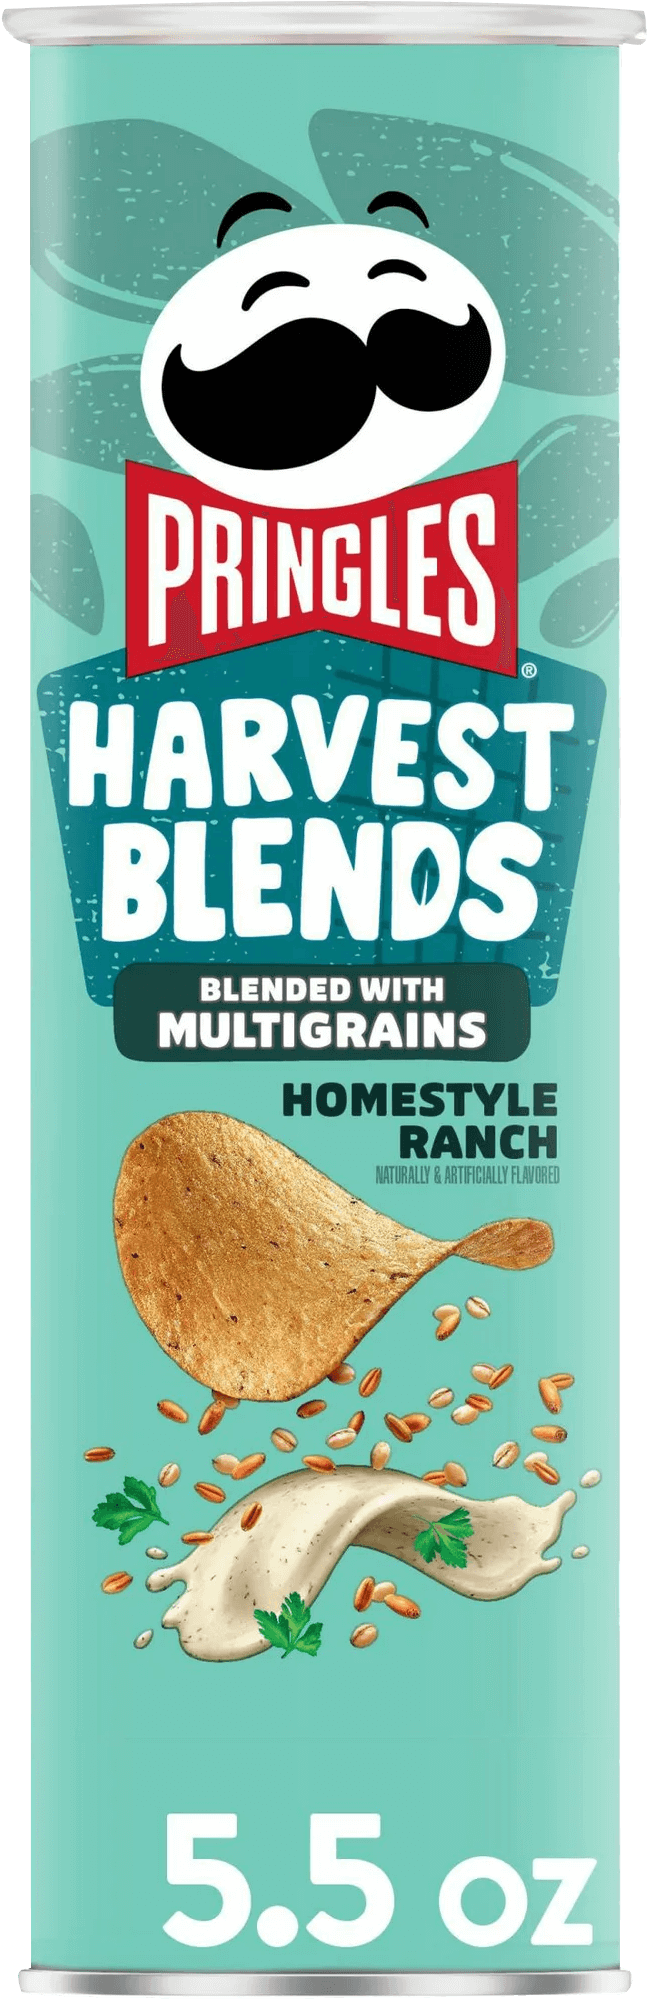 PRINGLES
®
HARVEST
BLENDS
BLENDED WITH
MULTIGRAINS
HOMESTYLE
RANCH
NATURALLY & ARTIFICIALLY FLAVORED
5.5 oz